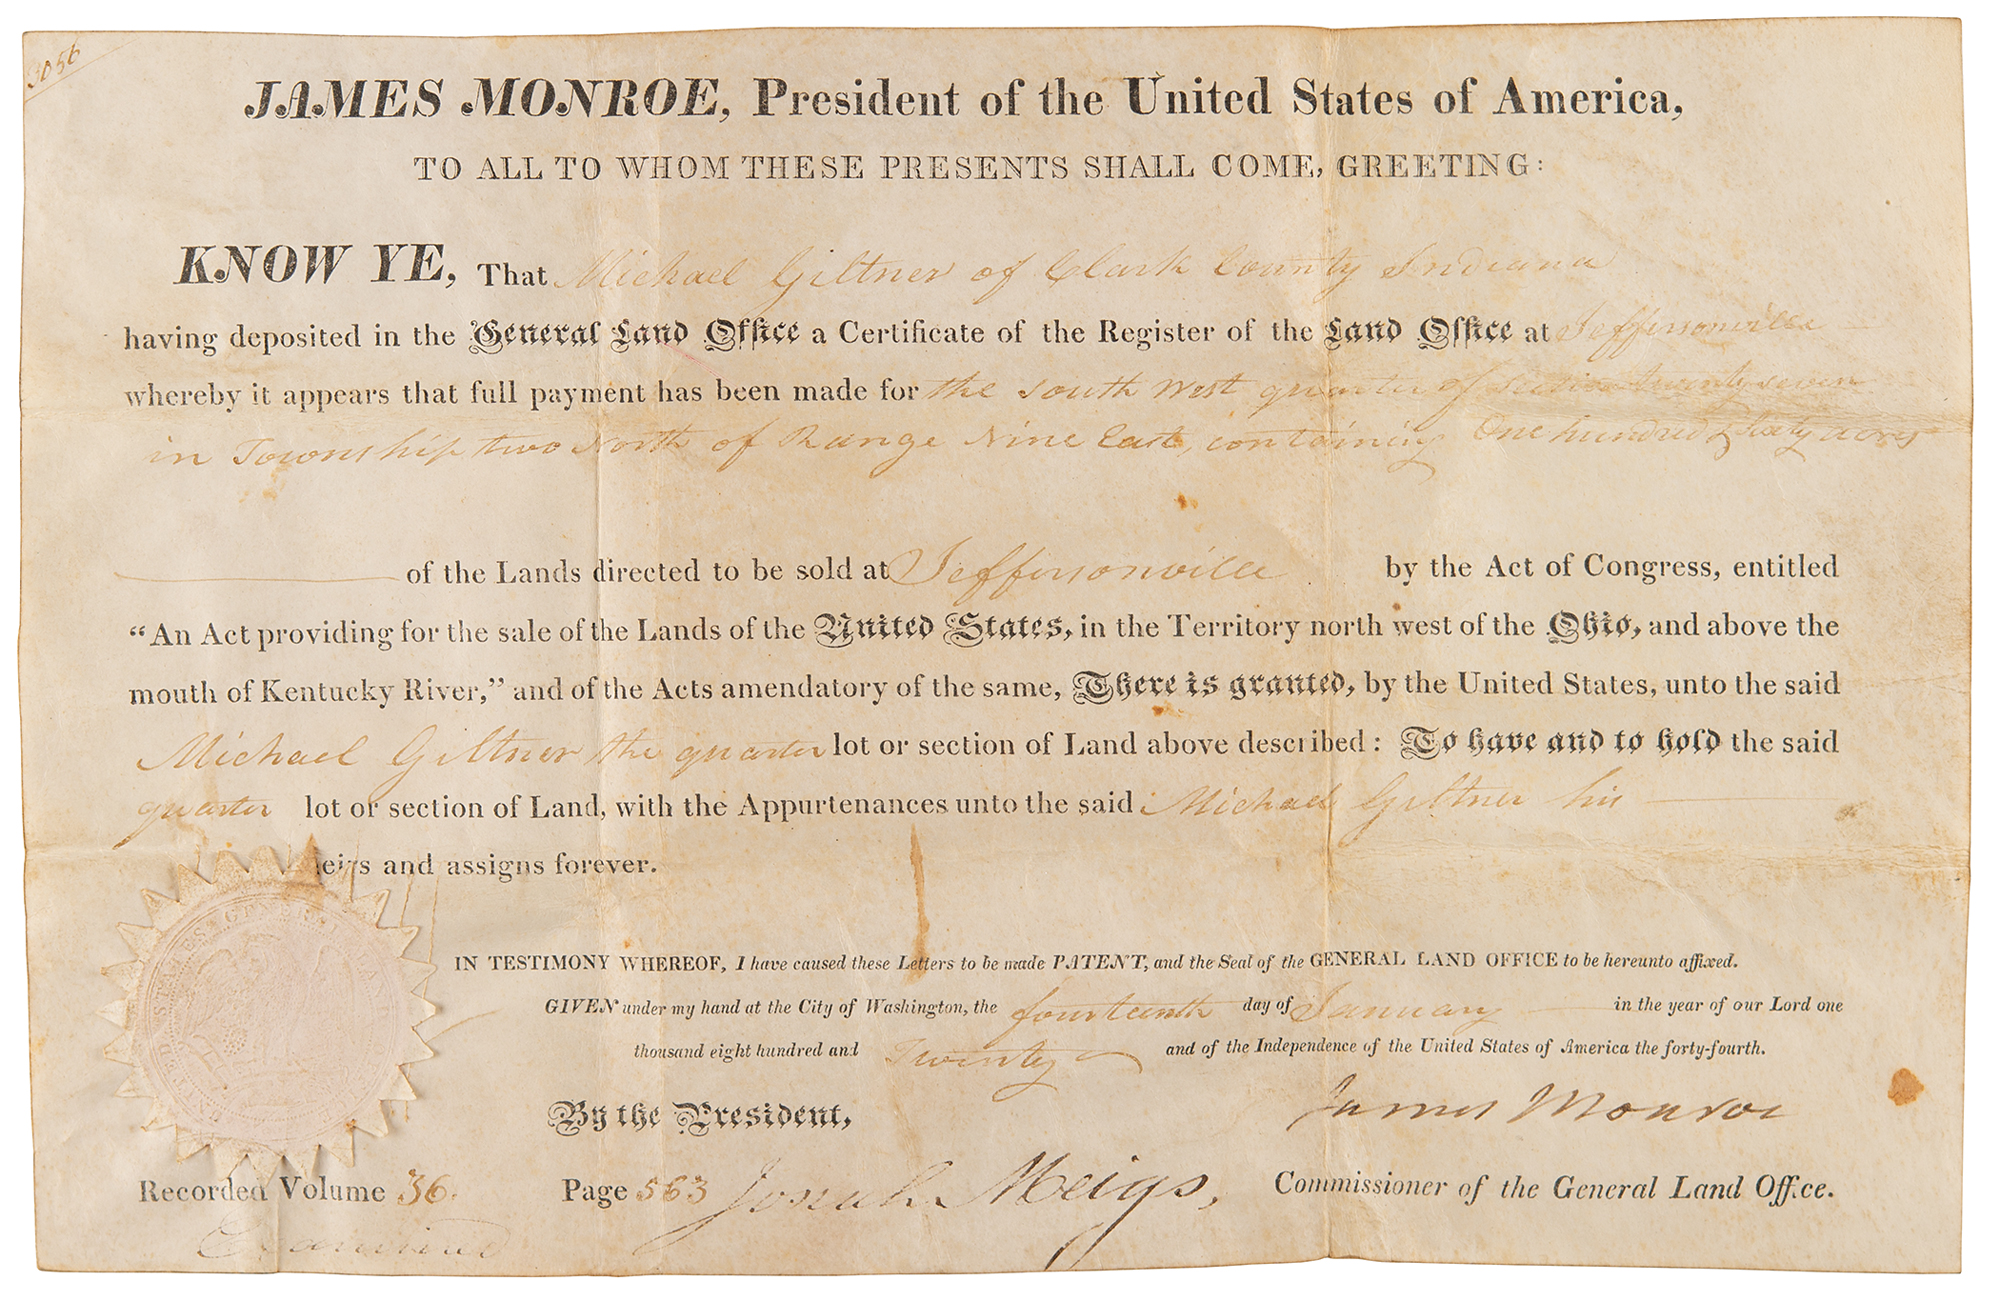 3056
JAMES MONROE, President of the United States of America,
TO ALL TO WHOM THESE PRESENTS SHALL COME, GREETING:
KNOW YE, That Michael Giltner of Clark County Indiana
having deposited in the General Land Office a Certificate of the Register of the Land Office at Jeffersonville
whereby it appears that full payment has been made for the South West quarter of section twenty seven
in Township two North of Range Nine East, containing One hundred & Sixty acres
of the Lands directed to be sold at Jeffersonville by the Act of Congress, entitled
“An Act providing for the sale of the Lands of the United States, in the Territory north west of the Ohio, and above the
mouth of Kentucky River,” and of the Acts amendatory of the same, There is granted, by the United States, unto the said
Michael Giltner the quarter lot or section of Land above described: To have and to hold the said
quarter lot or section of Land, with the Appurtenances unto the said Michael Giltner his
heirs and assigns forever.
IN TESTIMONY WHEREOF, I have caused these Letters to be made PATENT, and the Seal of the GENERAL LAND OFFICE to be hereunto affixed.
GIVEN under my hand at the City of Washington, the fourteenth day of January in the year of our Lord one
thousand eight hundred and Twenty and of the Independence of the United States of America the forty-fourth.
By the President, James Monroe
Recorded Volume 36. Page 563 Josiah Meigs, Commissioner of the General Land Office.
Examined